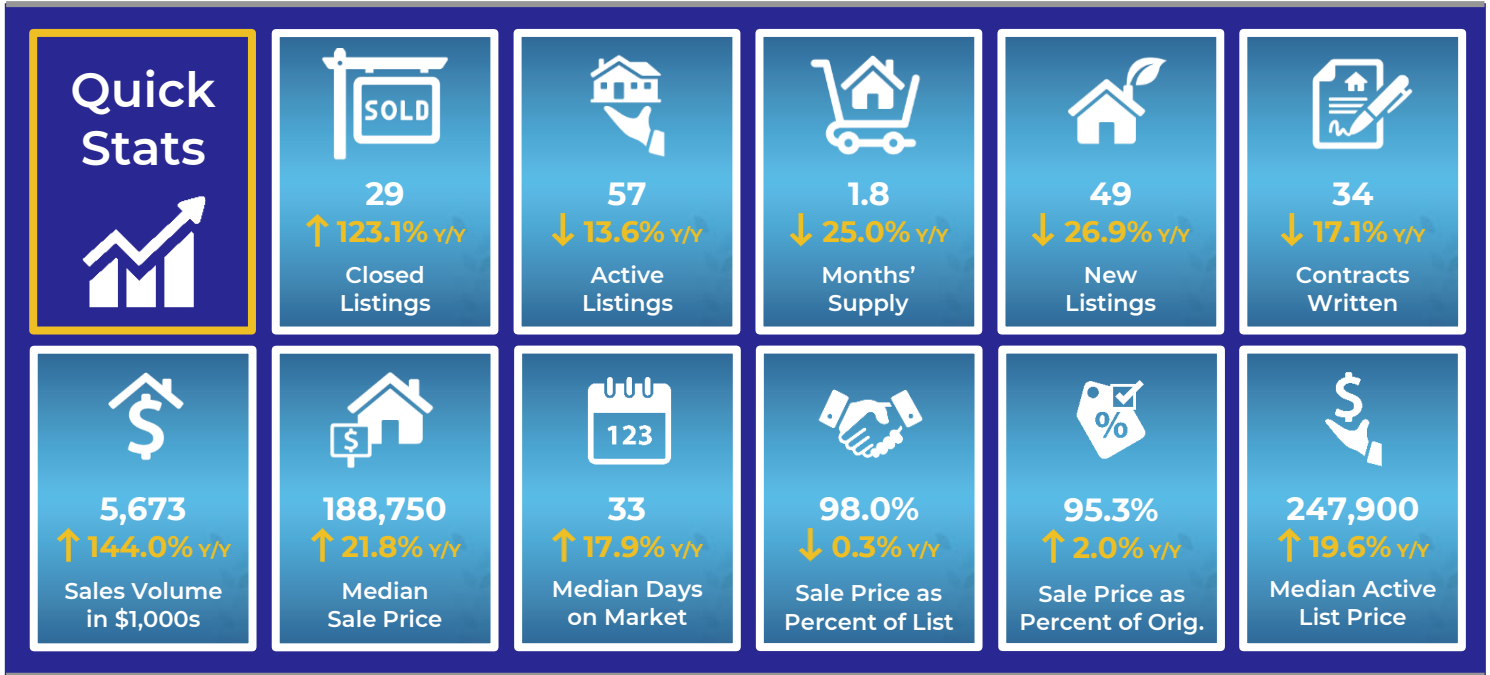 Quick
Stats
SOLD
29
↑ 123.1% Y/Y
Closed
Listings
57
↓ 13.6% Y/Y
Active
Listings
1.8
↓ 25.0% Y/Y
Months’
Supply
49
↓ 26.9% Y/Y
New
Listings
34
↓ 17.1% Y/Y
Contracts
Written
$
5,673
↑ 144.0% Y/Y
Sales Volume
in $1,000s
$
188,750
↑ 21.8% Y/Y
Median
Sale Price
123
33
↑ 17.9% Y/Y
Median Days
on Market
98.0%
↓ 0.3% Y/Y
Sale Price as
Percent of List
%
95.3%
↑ 2.0% Y/Y
Sale Price as
Percent of Orig.
$
247,900
↑ 19.6% Y/Y
Median Active
List Price